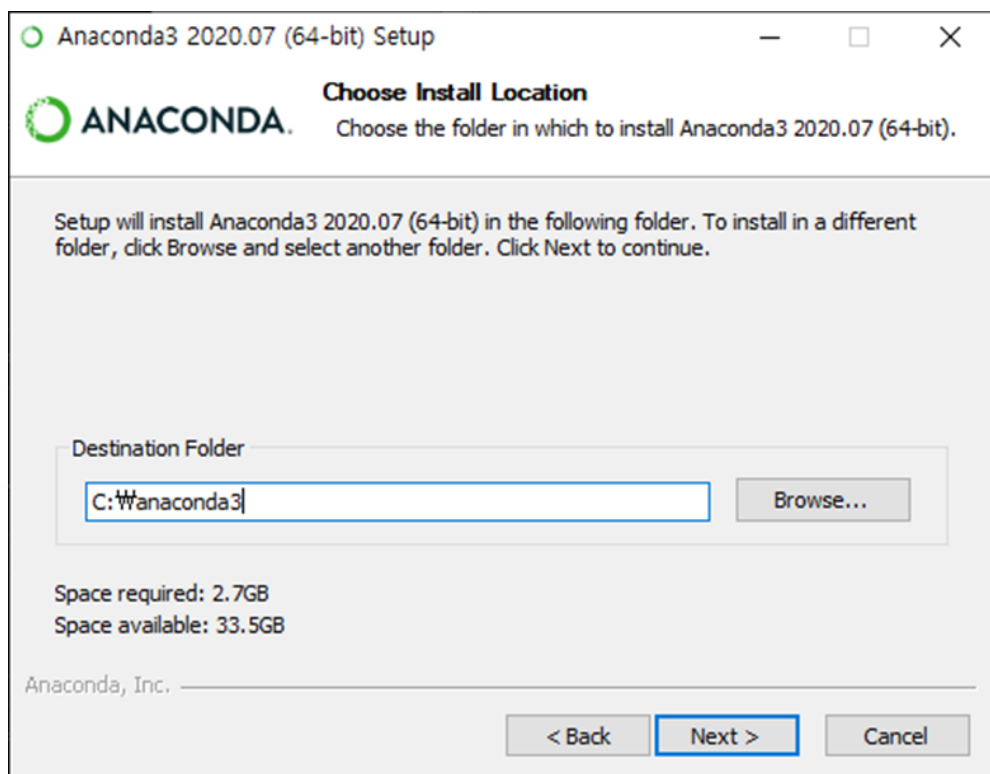 Anaconda3 2020.07 (64-bit) Setup
ANACONDA.
Choose Install Location
Choose the folder in which to install Anaconda3 2020.07 (64-bit).
Setup will install Anaconda3 2020.07 (64-bit) in the following folder. To install in a different
folder, click Browse and select another folder. Click Next to continue.
Destination Folder
C:₩anaconda3
Browse...
Space required: 2.7GB
Space available: 33.5GB
Anaconda, Inc.
< Back
Next >
Cancel